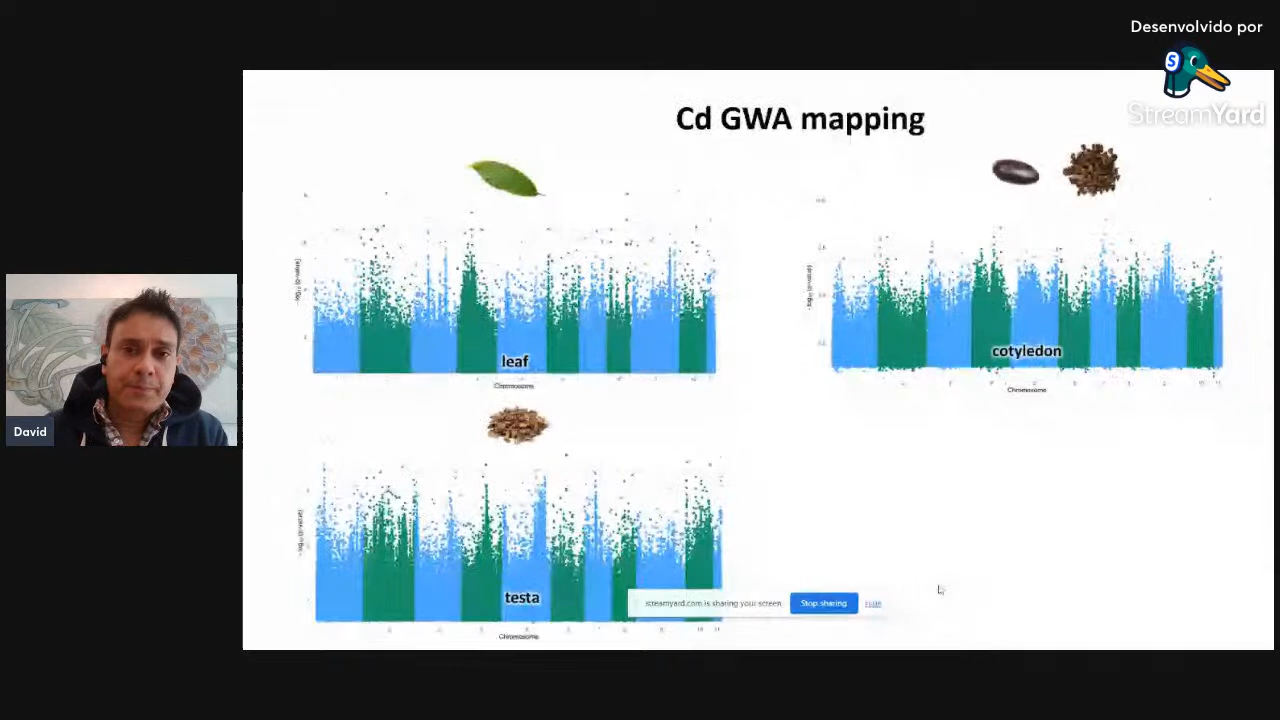 Desenvolvido por
StreamYard
Cd GWA mapping
leaf
Chromosome
cotyledon
Chromosome
David
testa
Chromosome
streamyard.com is sharing your screen.
Stop sharing
Hide